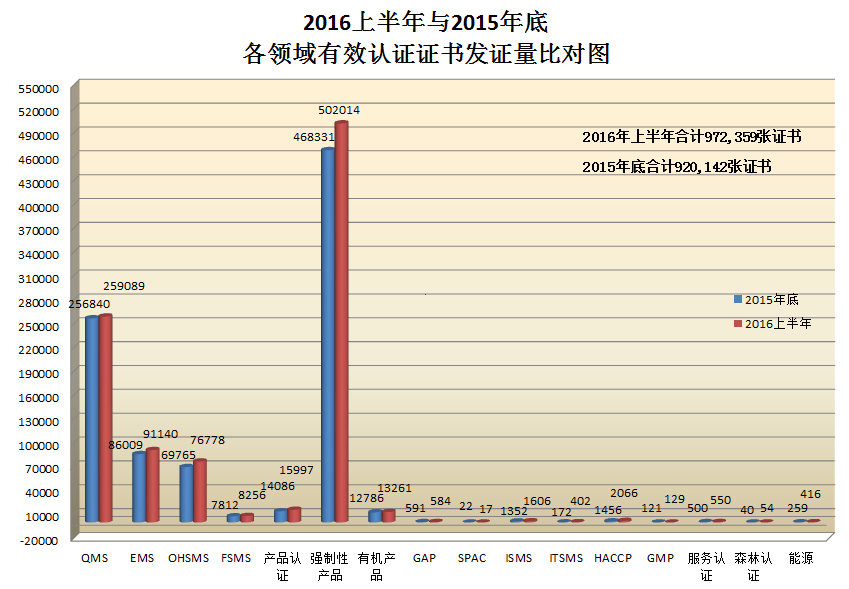 2016上半年与2015年底
各领域有效认证证书发证量比对图
550000
520000
490000
460000
430000
400000
370000
340000
310000
280000
250000
220000
190000
160000
130000
100000
70000
40000
10000
-20000
2016年上半年合计972,359张证书
2015年底合计920,142张证书
2015年底
2016上半年
256840
259089
86009
91140
69765
76778
7812
8256
14086
15997
468331
502014
12786
13261
591
584
22
17
1352
1606
172
402
1456
2066
121
129
500
550
40
54
259
416
QMS
EMS
OHSMS
FSMS
产品认
证
强制性
产品
有机产
品
GAP
SPAC
ISMS
ITSMS
HACCP
GMP
服务认
证
森林认
证
能源